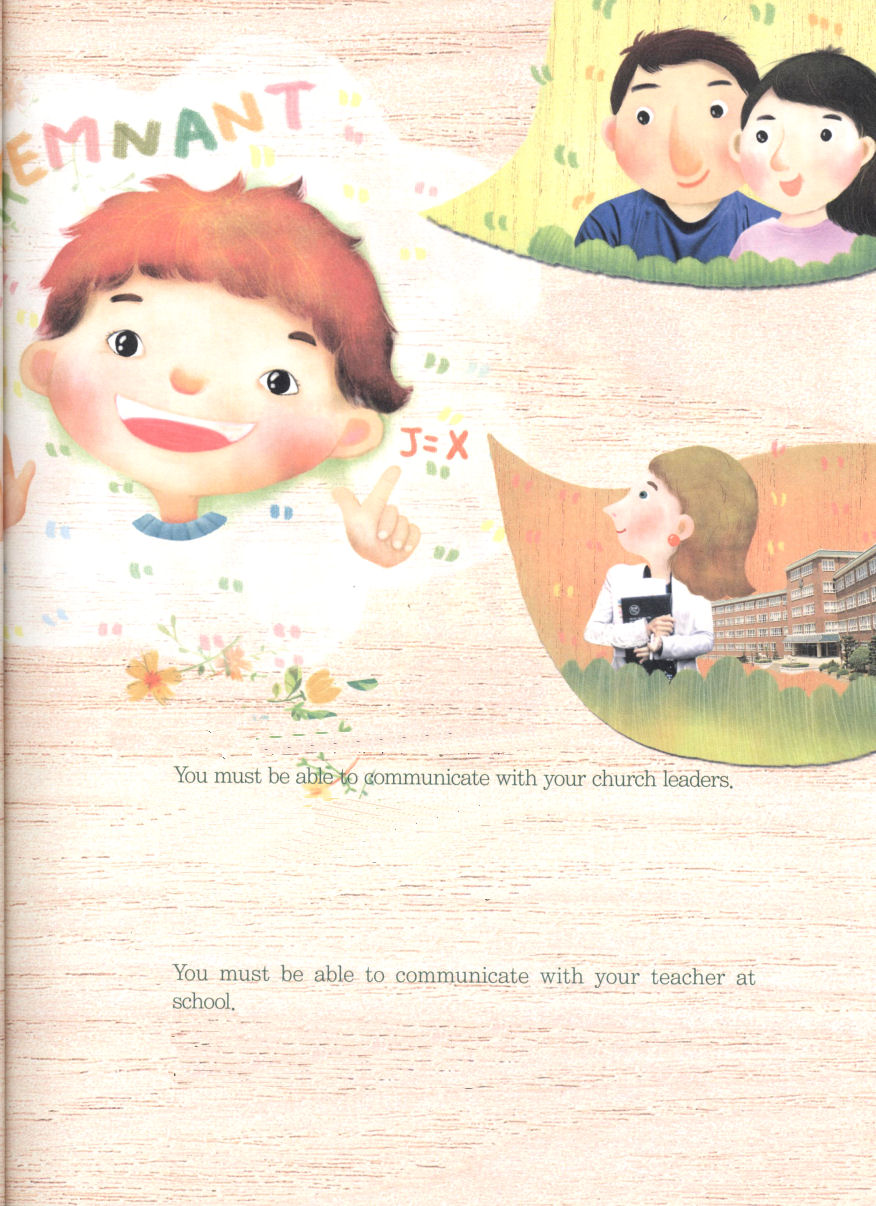 REMNANT
J=X
You must be able to communicate with your church leaders.
You must be able to communicate with your teacher at
school.